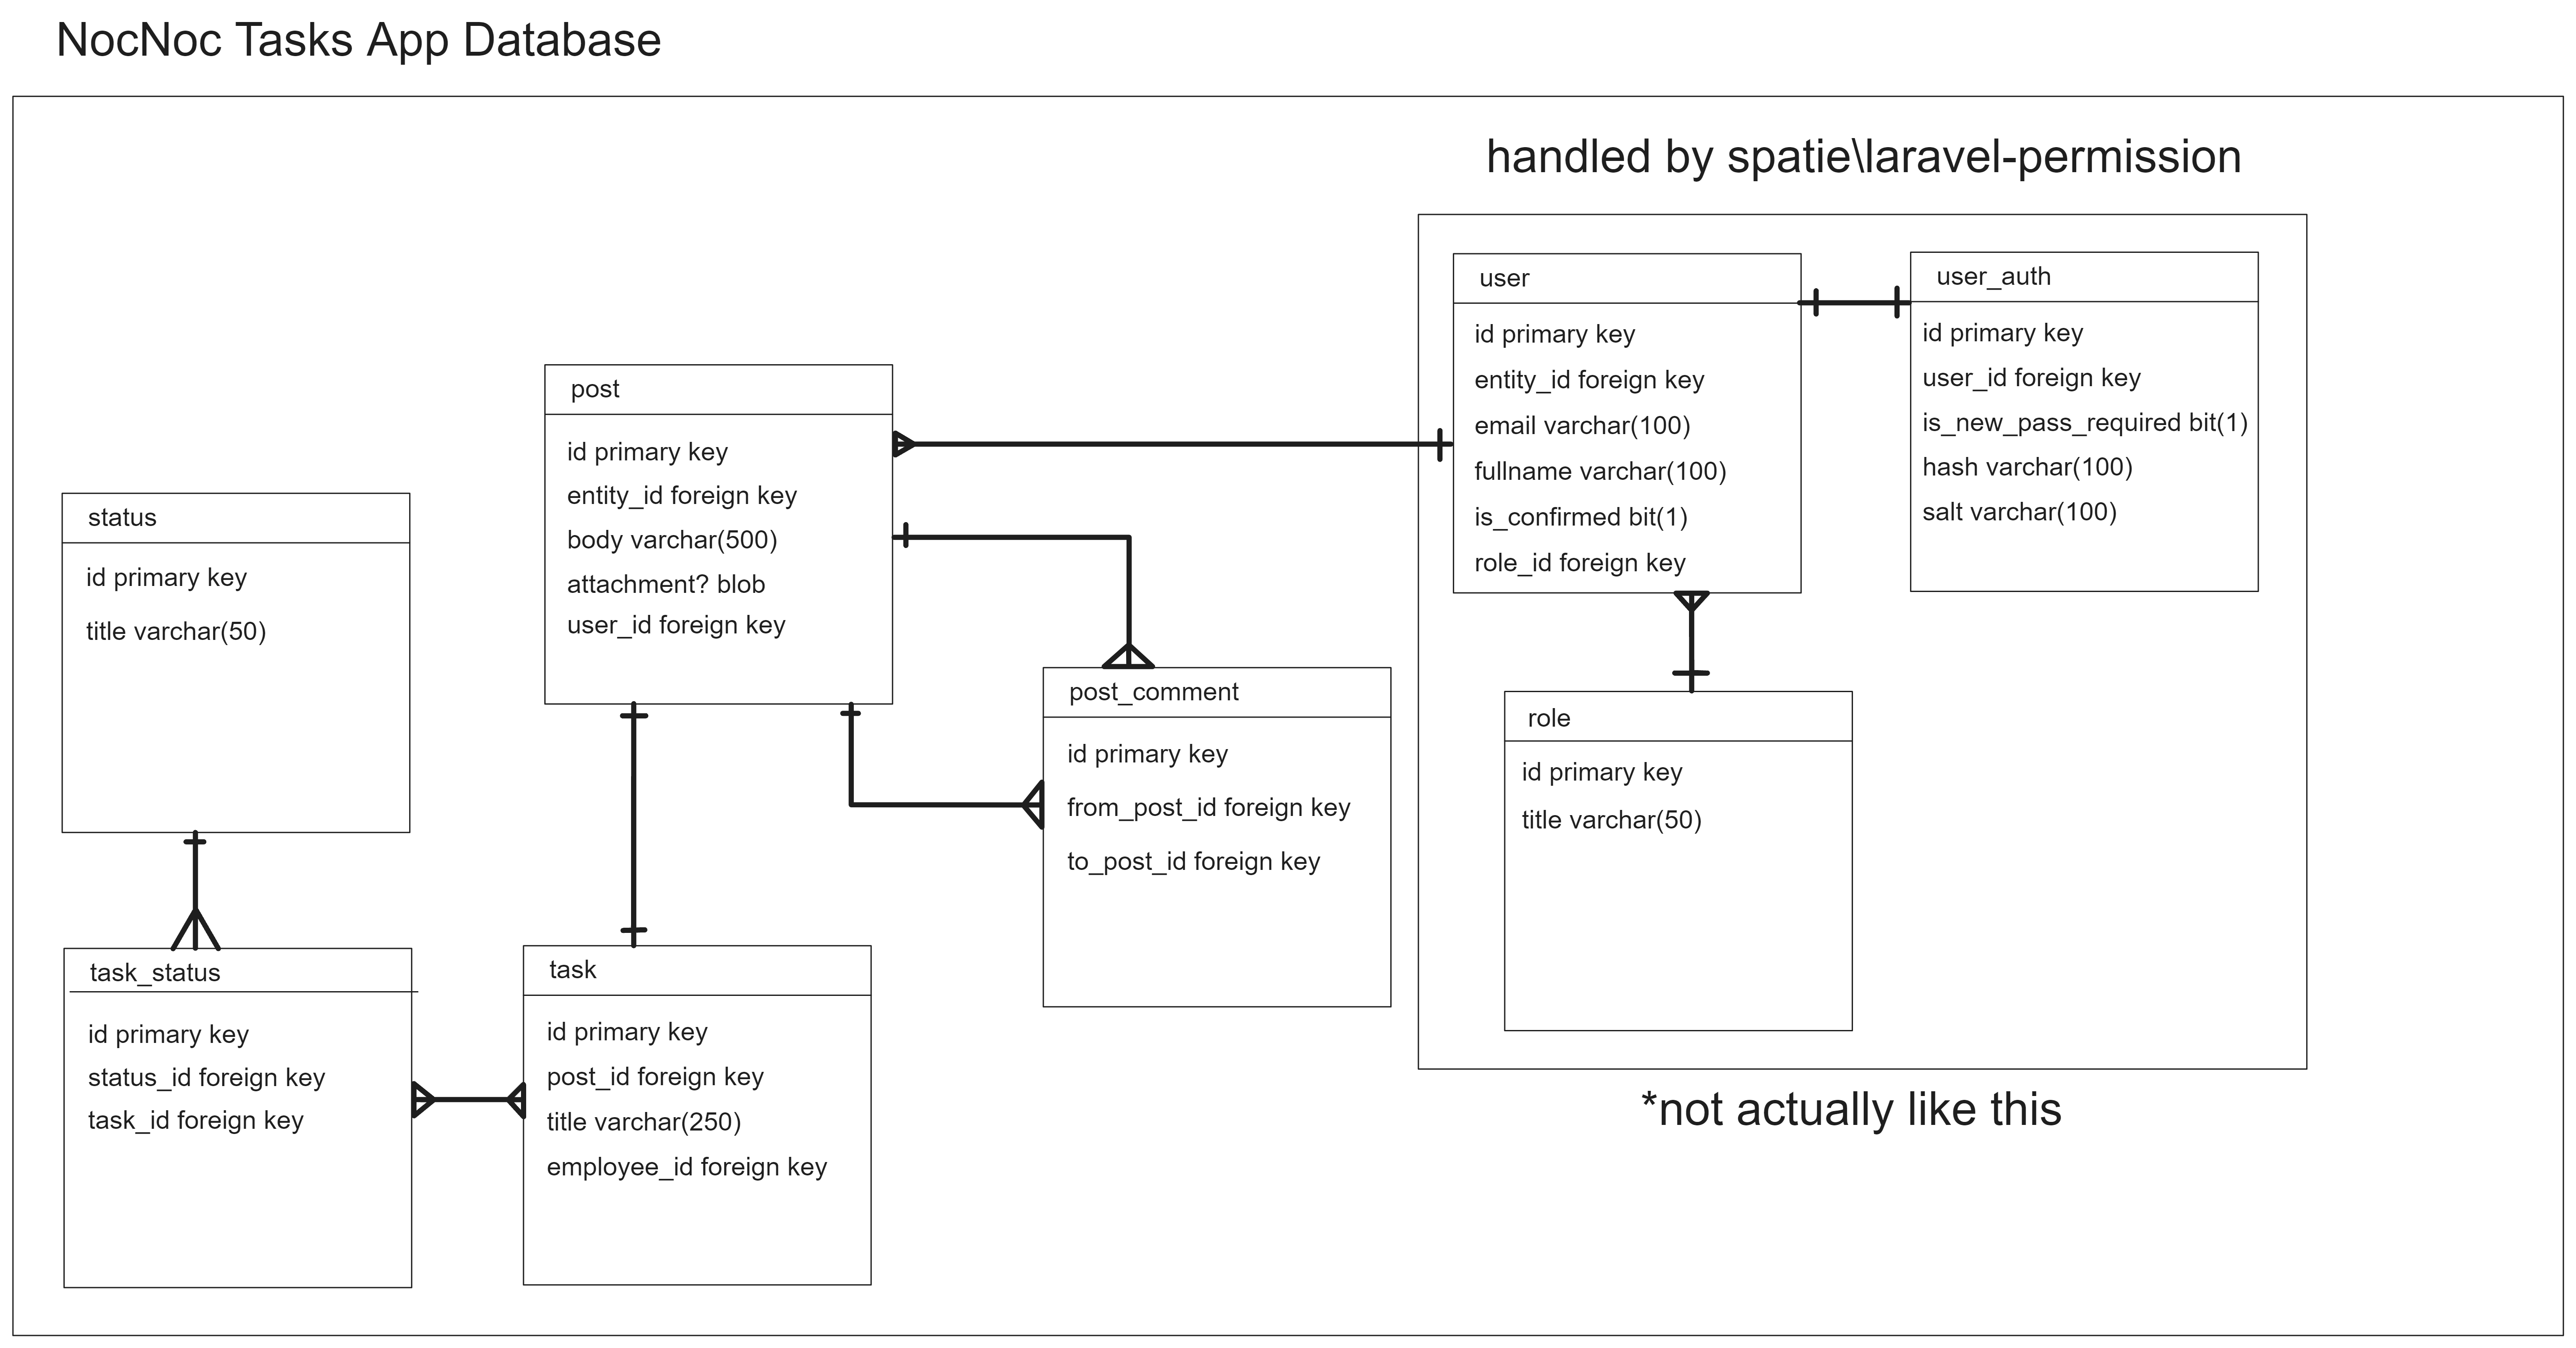 NocNoc Tasks App Database
handled by spatie\laravel-permission
user
id primary key
entity_id foreign key
email varchar(100)
fullname varchar(100)
is_confirmed bit(1)
role_id foreign key
user_auth
id primary key
user_id foreign key
is_new_pass_required bit(1)
hash varchar(100)
salt varchar(100)
post
id primary key
entity_id foreign key
body varchar(500)
attachment? blob
user_id foreign key
status
id primary key
title varchar(50)
post_comment
id primary key
from_post_id foreign key
to_post_id foreign key
role
id primary key
title varchar(50)
task_status
id primary key
status_id foreign key
task_id foreign key
task
id primary key
post_id foreign key
title varchar(250)
employee_id foreign key
*not actually like this